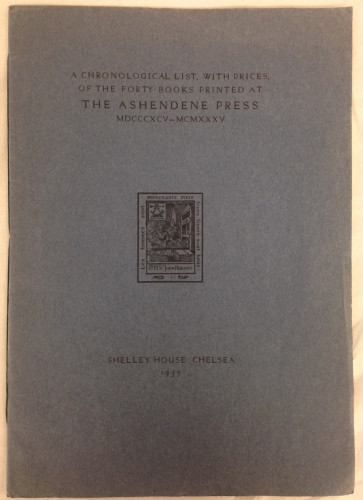 A CHRONOLOGICAL LIST, WITH PRICES,
OF THE FORTY BOOKS PRINTED AT
THE ASHENDENE PRESS
MDCCCXCV–MCMXXXV
SHELLEY HOUSE CHELSEA
1935